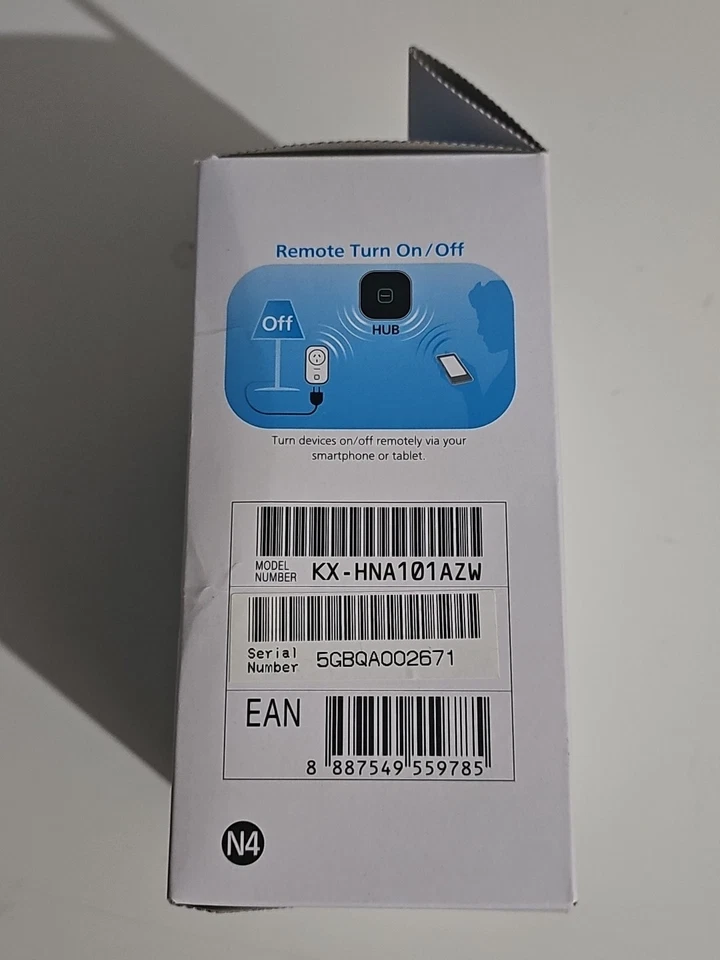 Remote Turn On/Off
Off
HUB
Turn devices on/off remotely via your
smartphone or tablet.
MODEL
NUMBER KX-HNA101AZW
Serial
Number 5GBQA002671
EAN
8 887549 559785
N4